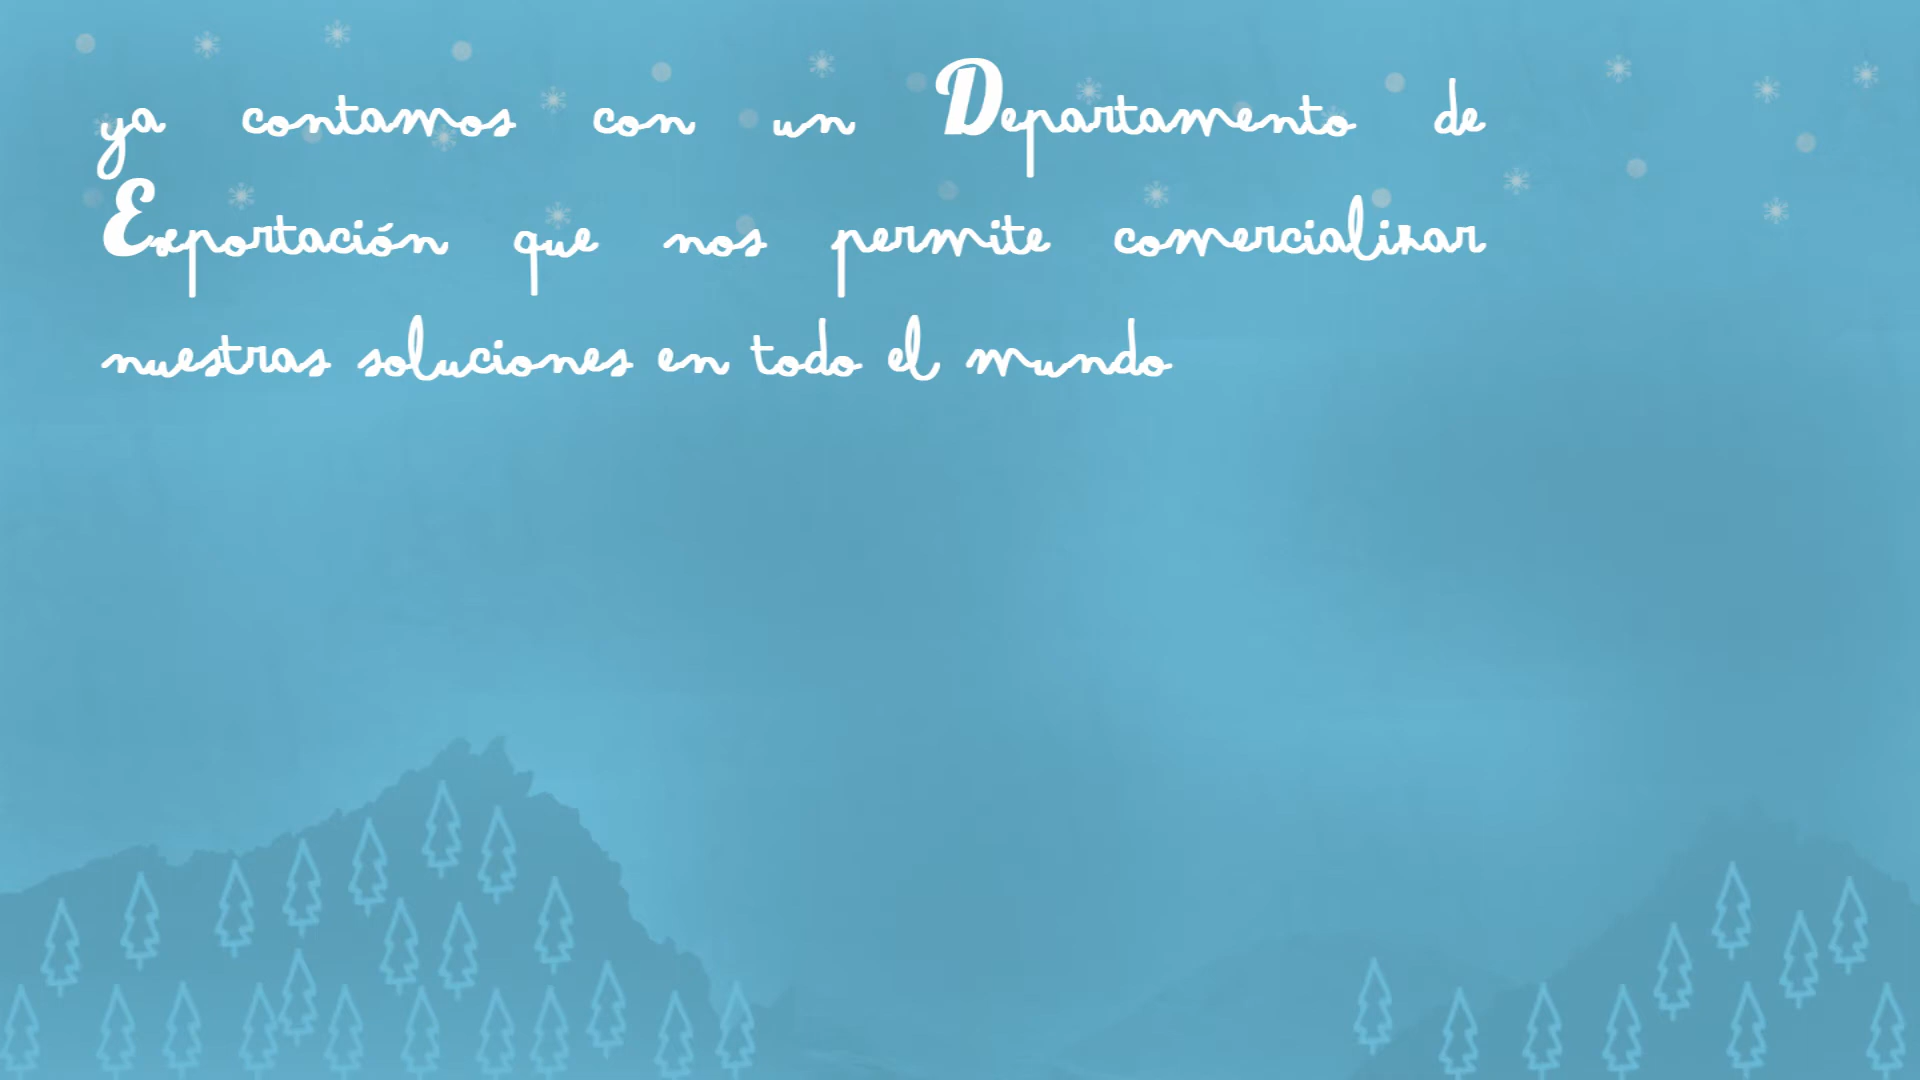 ya contamos con un Departamento de
Exportación que nos permite comercializar
nuestras soluciones en todo el mundo